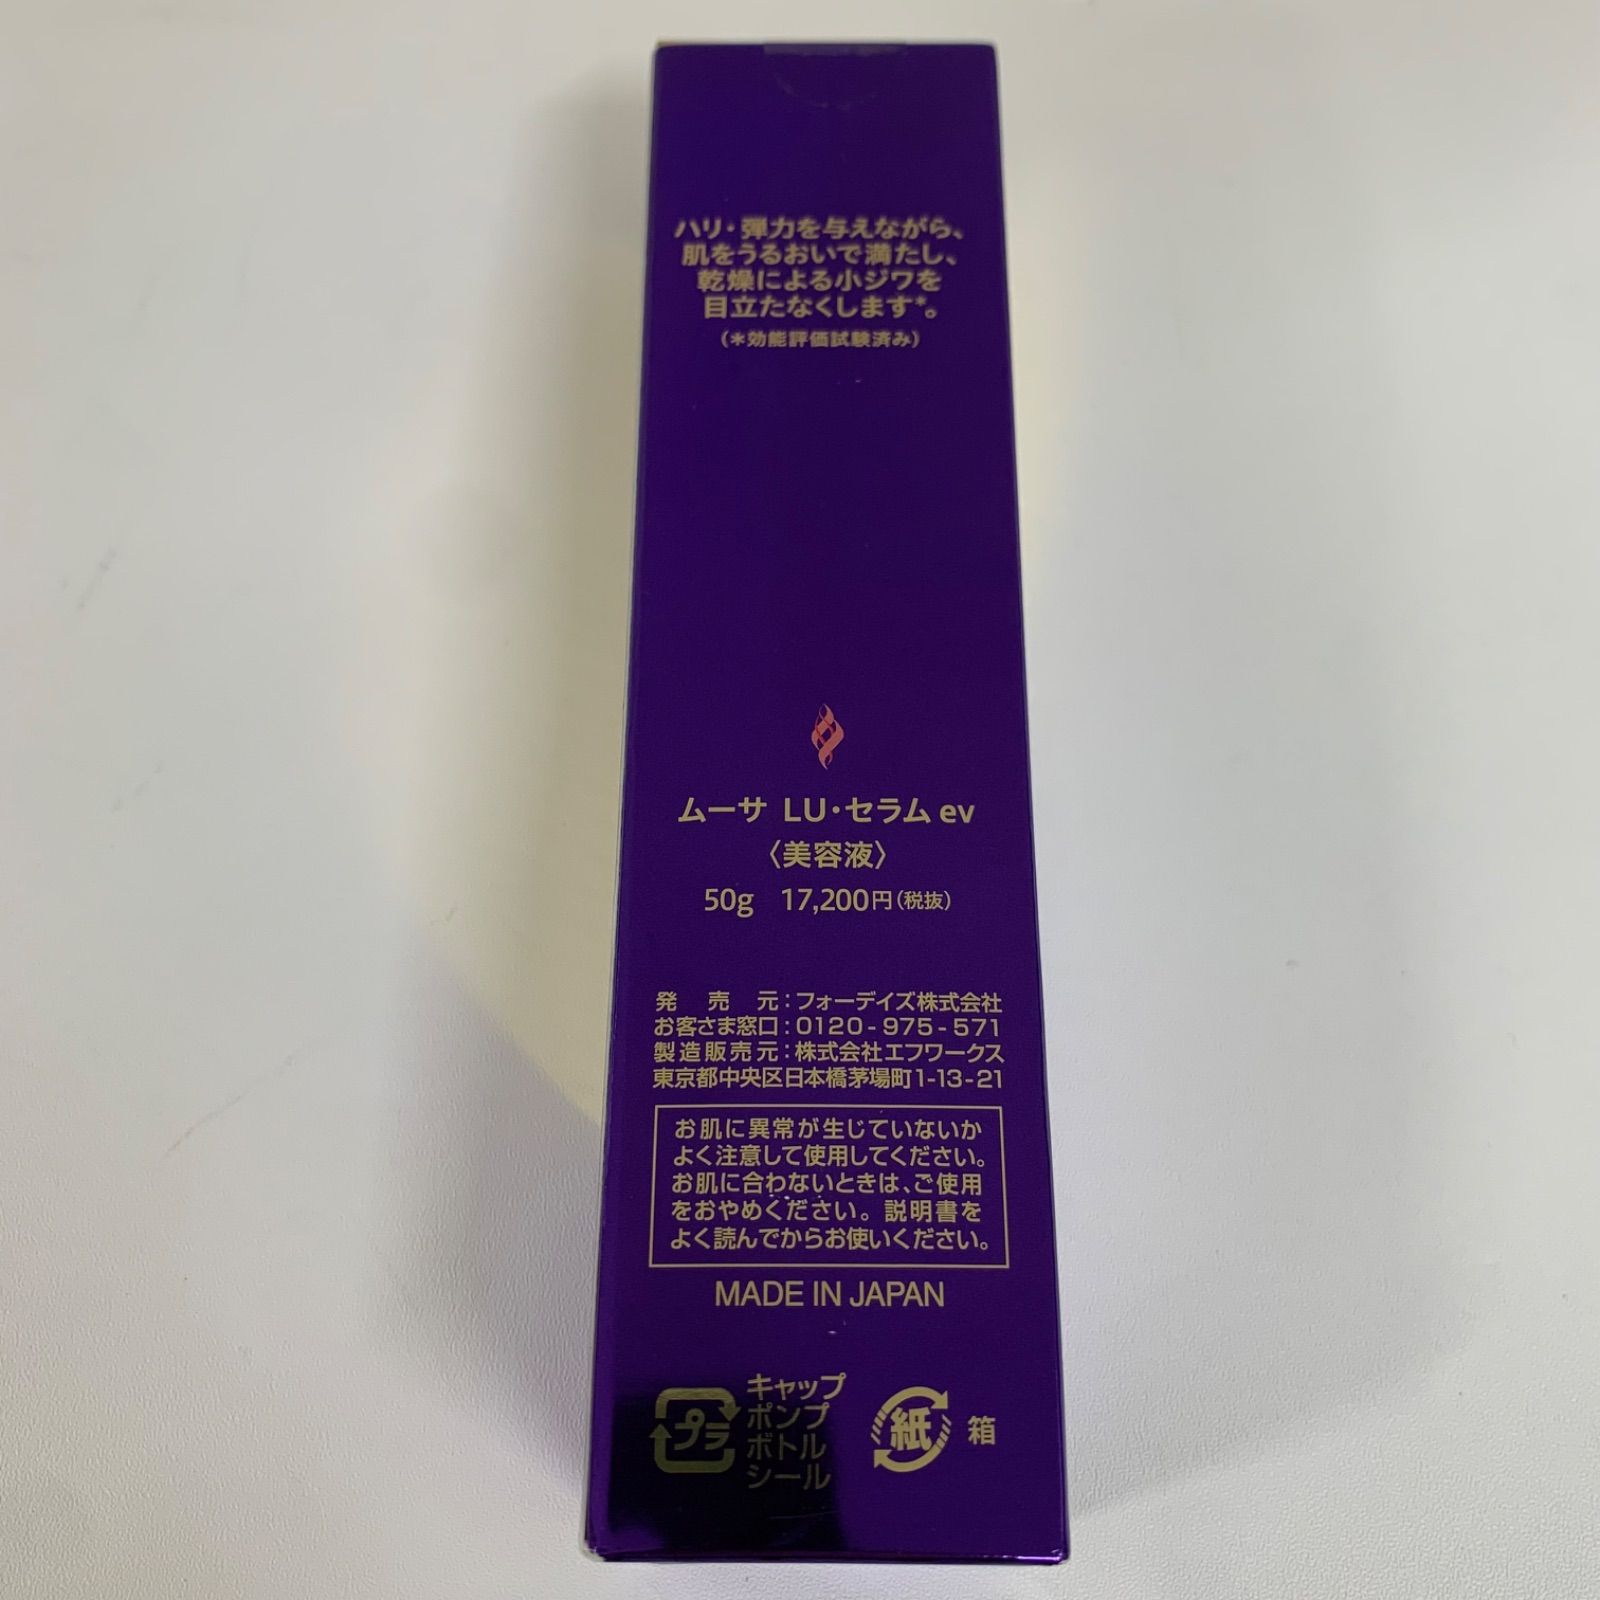 ハリ・弾力を与えながら、
肌をうるおいで満たし、
乾燥による小ジワを
目立たなくします*。
(*効能評価試験済み)
ムーサ LU・セラム ev
〈美容液〉
50g 17,200円(税抜)
発売元:フォーデイズ株式会社
お客さま窓口:0120-975-571
製造販売元:株式会社エフワークス
東京都中央区日本橋茅場町1-13-21
お肌に異常が生じていないか
よく注意して使用してください。
お肌に合わないときは、ご使用
をおやめください。説明書を
よく読んでからお使いください。
MADE IN JAPAN
プラ
キャップ
ポンプ
ボトル
シール
紙 箱